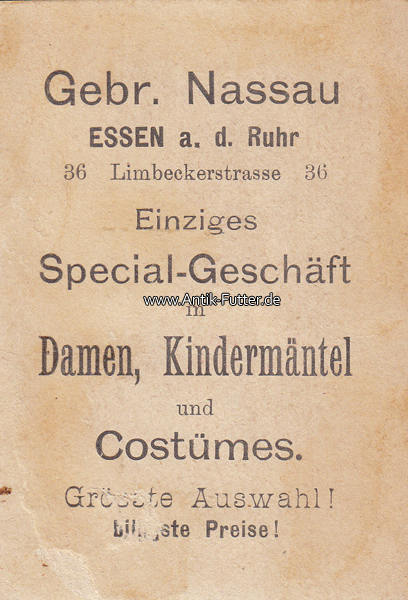 Gebr. Nassau
ESSEN a. d. Ruhr
36 Limbeckerstrasse 36
Einziges
Special-Geschäft
www.Antik-Futter.de
in
Damen, Kindermäntel
und
Costümes.
Grösste Auswahl!
billigste Preise!